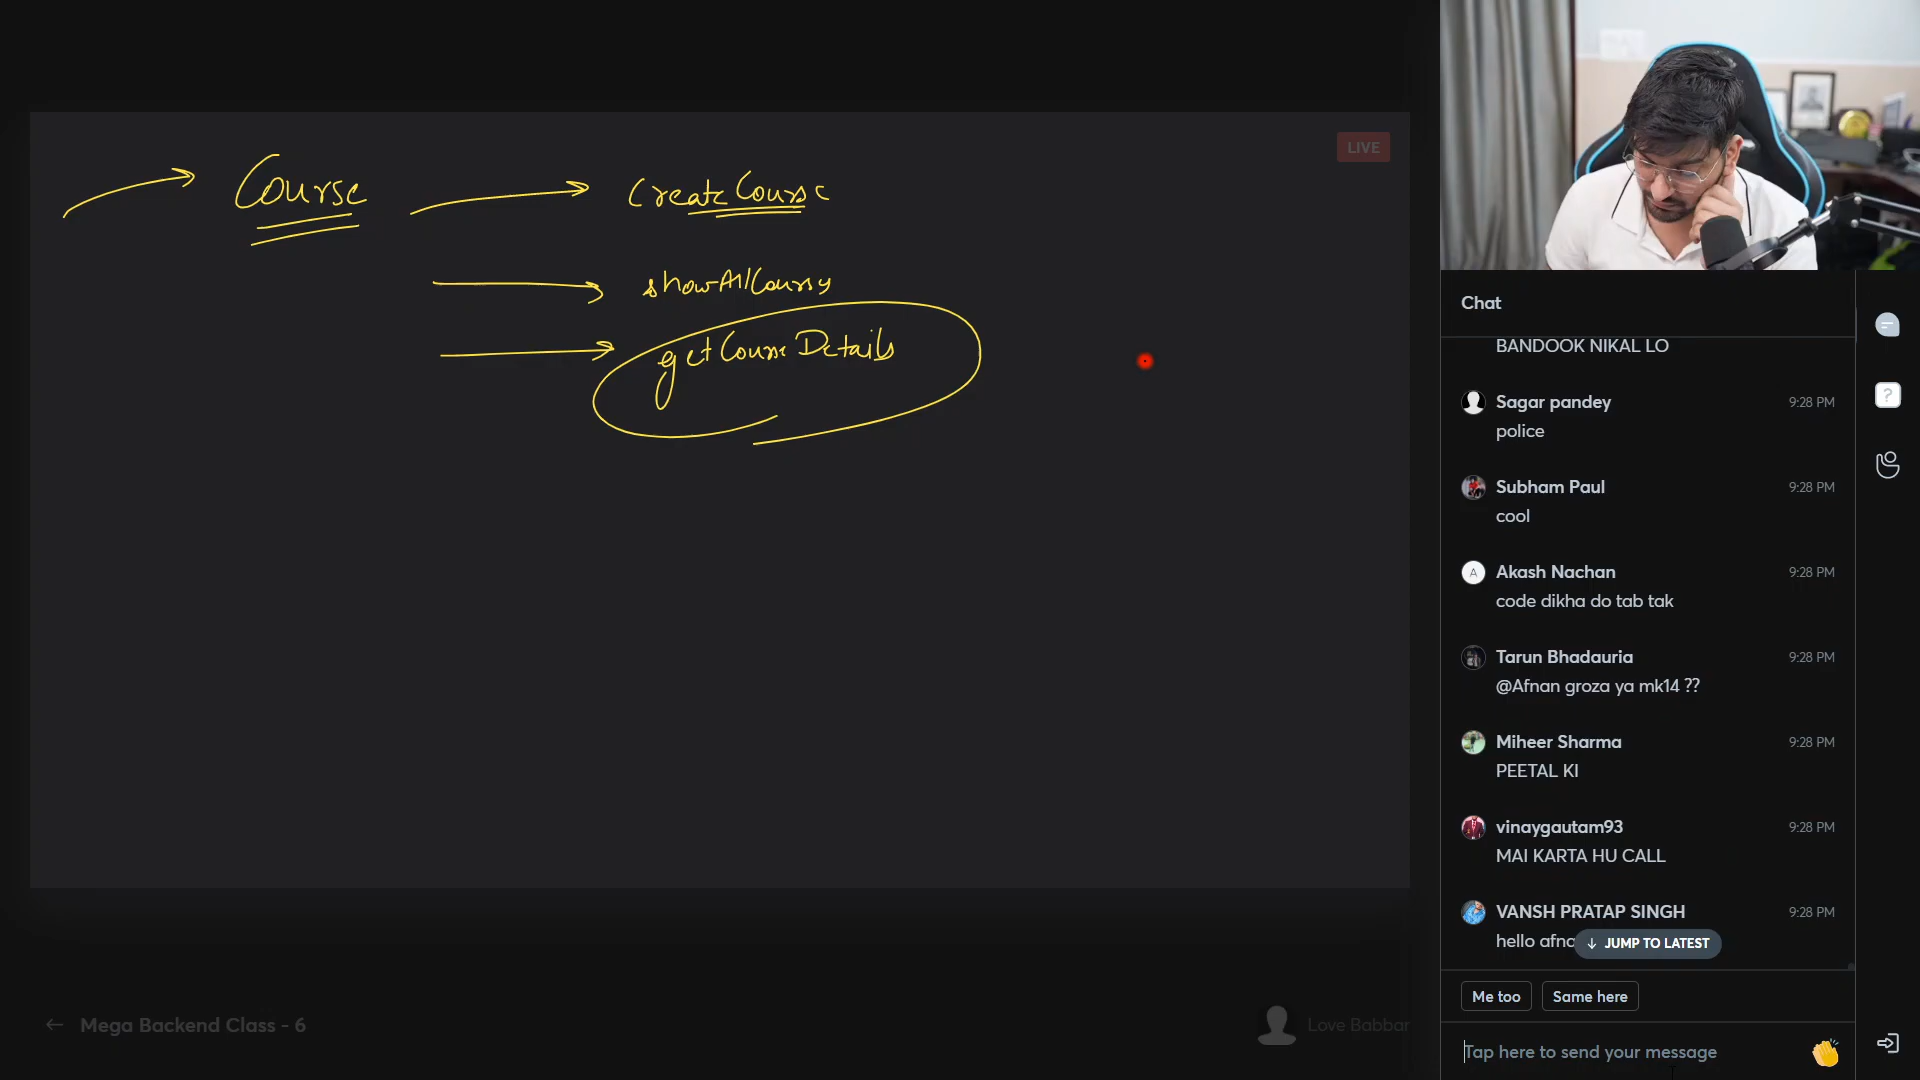 LIVE
Course
CreateCourse
showAllCourses
getCourseDetails
Mega Backend Class - 6
Love Babbar
Chat
BANDOOK NIKAL LO
Sagar pandey 9:28 PM
police
Subham Paul 9:28 PM
cool
A Akash Nachan 9:28 PM
code dikha do tab tak
Tarun Bhadauria 9:28 PM
@Afnan groza ya mk14 ??
Miheer Sharma 9:28 PM
PEETAL KI
vinaygautam93 9:28 PM
MAI KARTA HU CALL
VANSH PRATAP SINGH 9:28 PM
hello afna
JUMP TO LATEST
Me too Same here
Tap here to send your message